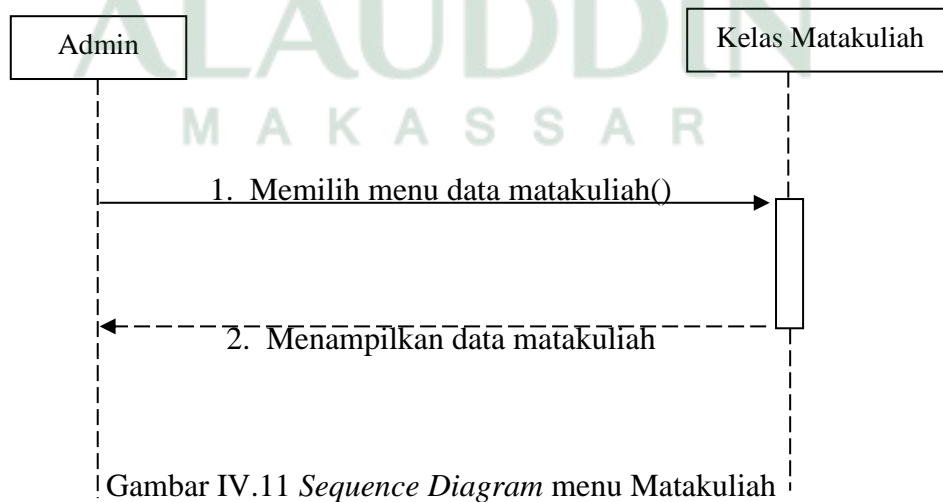 ALAUDDIN
MAKASSAR
Admin
Kelas Matakuliah
1. Memilih menu data matakuliah()
2. Menampilkan data matakuliah
Gambar IV.11 Sequence Diagram menu Matakuliah